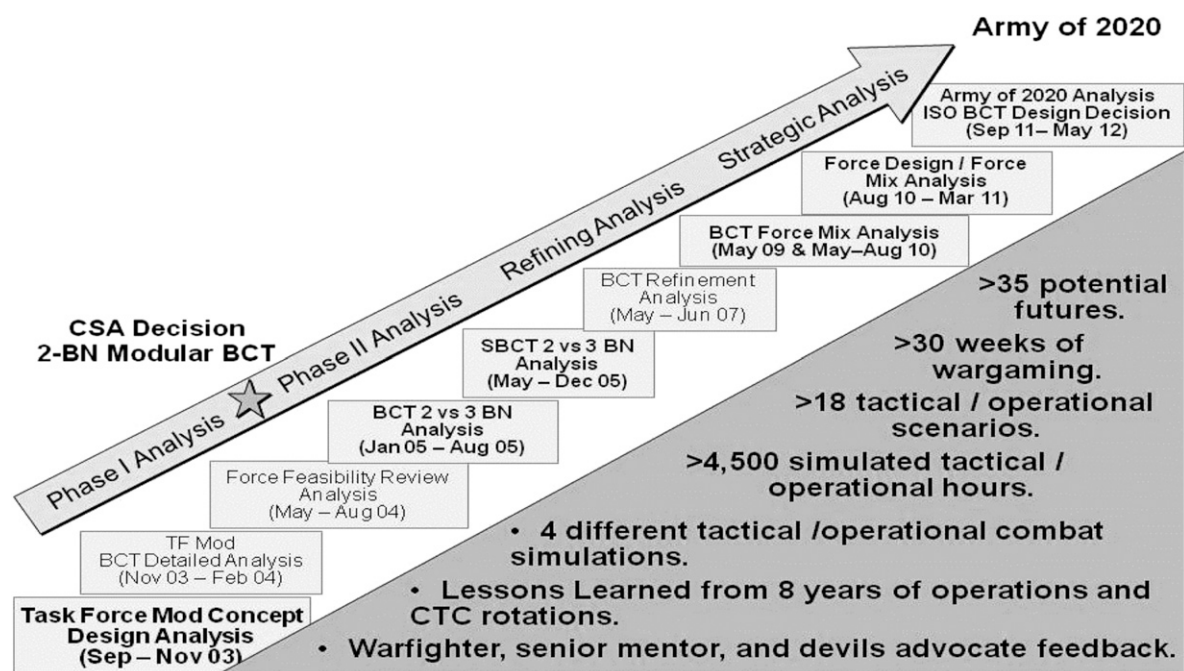 Army of 2020
Phase I Analysis
Phase II Analysis
Refining Analysis
Strategic Analysis
CSA Decision
2-BN Modular BCT
Army of 2020 Analysis
ISO BCT Design Decision
(Sep 11– May 12)
Force Design / Force
Mix Analysis
(Aug 10 – Mar 11)
BCT Force Mix Analysis
(May 09 & May–Aug 10)
BCT Refinement
Analysis
(May – Jun 07)
SBCT 2 vs 3 BN
Analysis
(May – Dec 05)
BCT 2 vs 3 BN
Analysis
(Jan 05 – Aug 05)
Force Feasibility Review
Analysis
(May – Aug 04)
TF Mod
BCT Detailed Analysis
(Nov 03 – Feb 04)
Task Force Mod Concept
Design Analysis
(Sep – Nov 03)
>35 potential
futures.
>30 weeks of
wargaming.
>18 tactical / operational
scenarios.
>4,500 simulated tactical /
operational hours.
• 4 different tactical /operational combat
simulations.
• Lessons Learned from 8 years of operations and
CTC rotations.
• Warfighter, senior mentor, and devils advocate feedback.